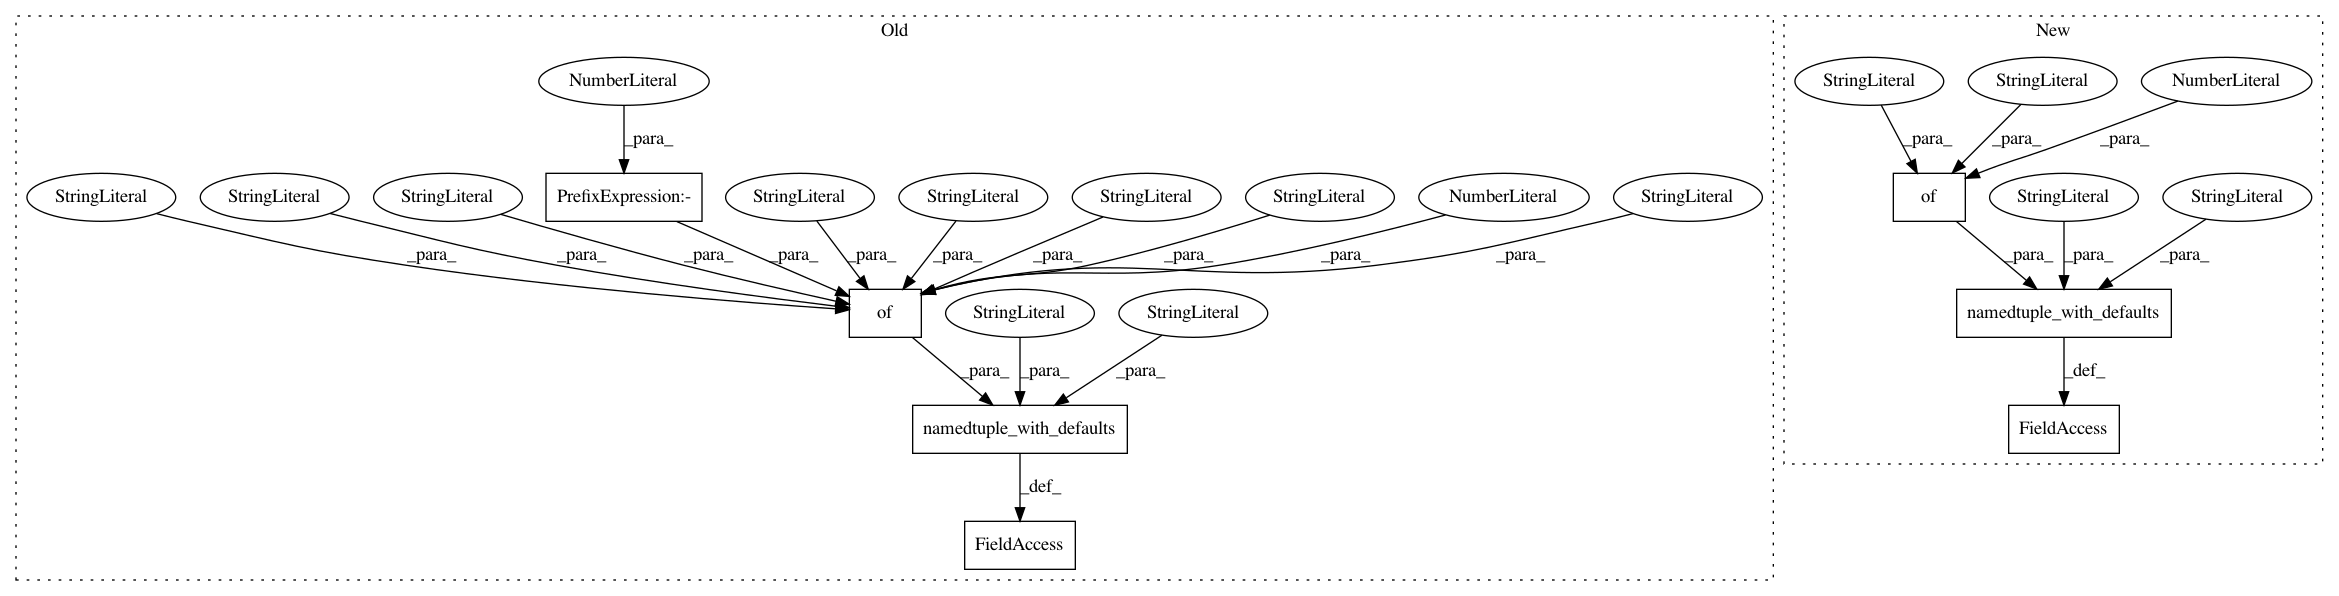 Old
NumberLiteral
_para_
StringLiteral
StringLiteral
StringLiteral
PrefixExpression:-
StringLiteral
StringLiteral
StringLiteral
StringLiteral
NumberLiteral
StringLiteral
_para_
_para_
_para_
_para_
_para_
_para_
_para_
_para_
_para_
_para_
of
StringLiteral
StringLiteral
_para_
_para_
_para_
namedtuple_with_defaults
_def_
FieldAccess
New
StringLiteral
StringLiteral
NumberLiteral
_para_
_para_
_para_
of
StringLiteral
StringLiteral
_para_
_para_
_para_
namedtuple_with_defaults
_def_
FieldAccess